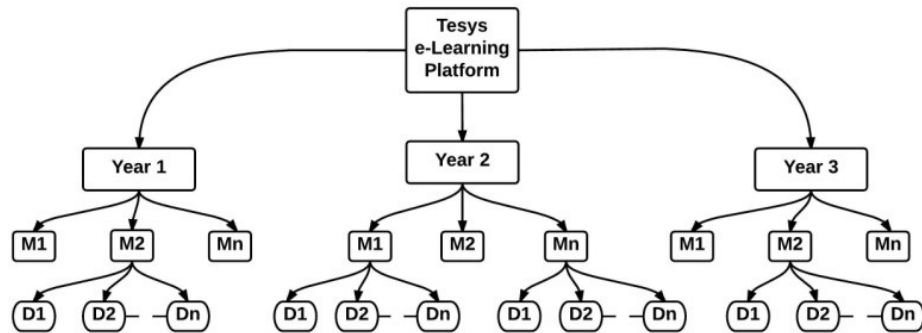 Tesys
e-Learning
Platform
Year 1
Year 2
Year 3
M1
M2
Mn
M1
M2
Mn
M1
M2
Mn
D1
D2
Dn
D1
D2
Dn
D1
D2
Dn
D1
D2
Dn